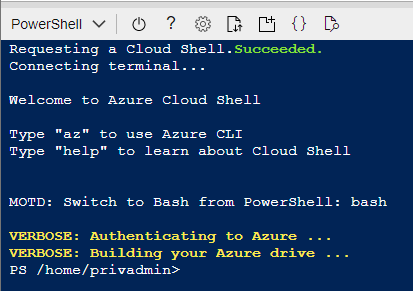 PowerShell
Requesting a Cloud Shell.Succeeded.
Connecting terminal...
Welcome to Azure Cloud Shell
Type "az" to use Azure CLI
Type "help" to learn about Cloud Shell
MOTD: Switch to Bash from PowerShell: bash
VERBOSE: Authenticating to Azure ...
VERBOSE: Building your Azure drive ...
PS /home/privadmin>